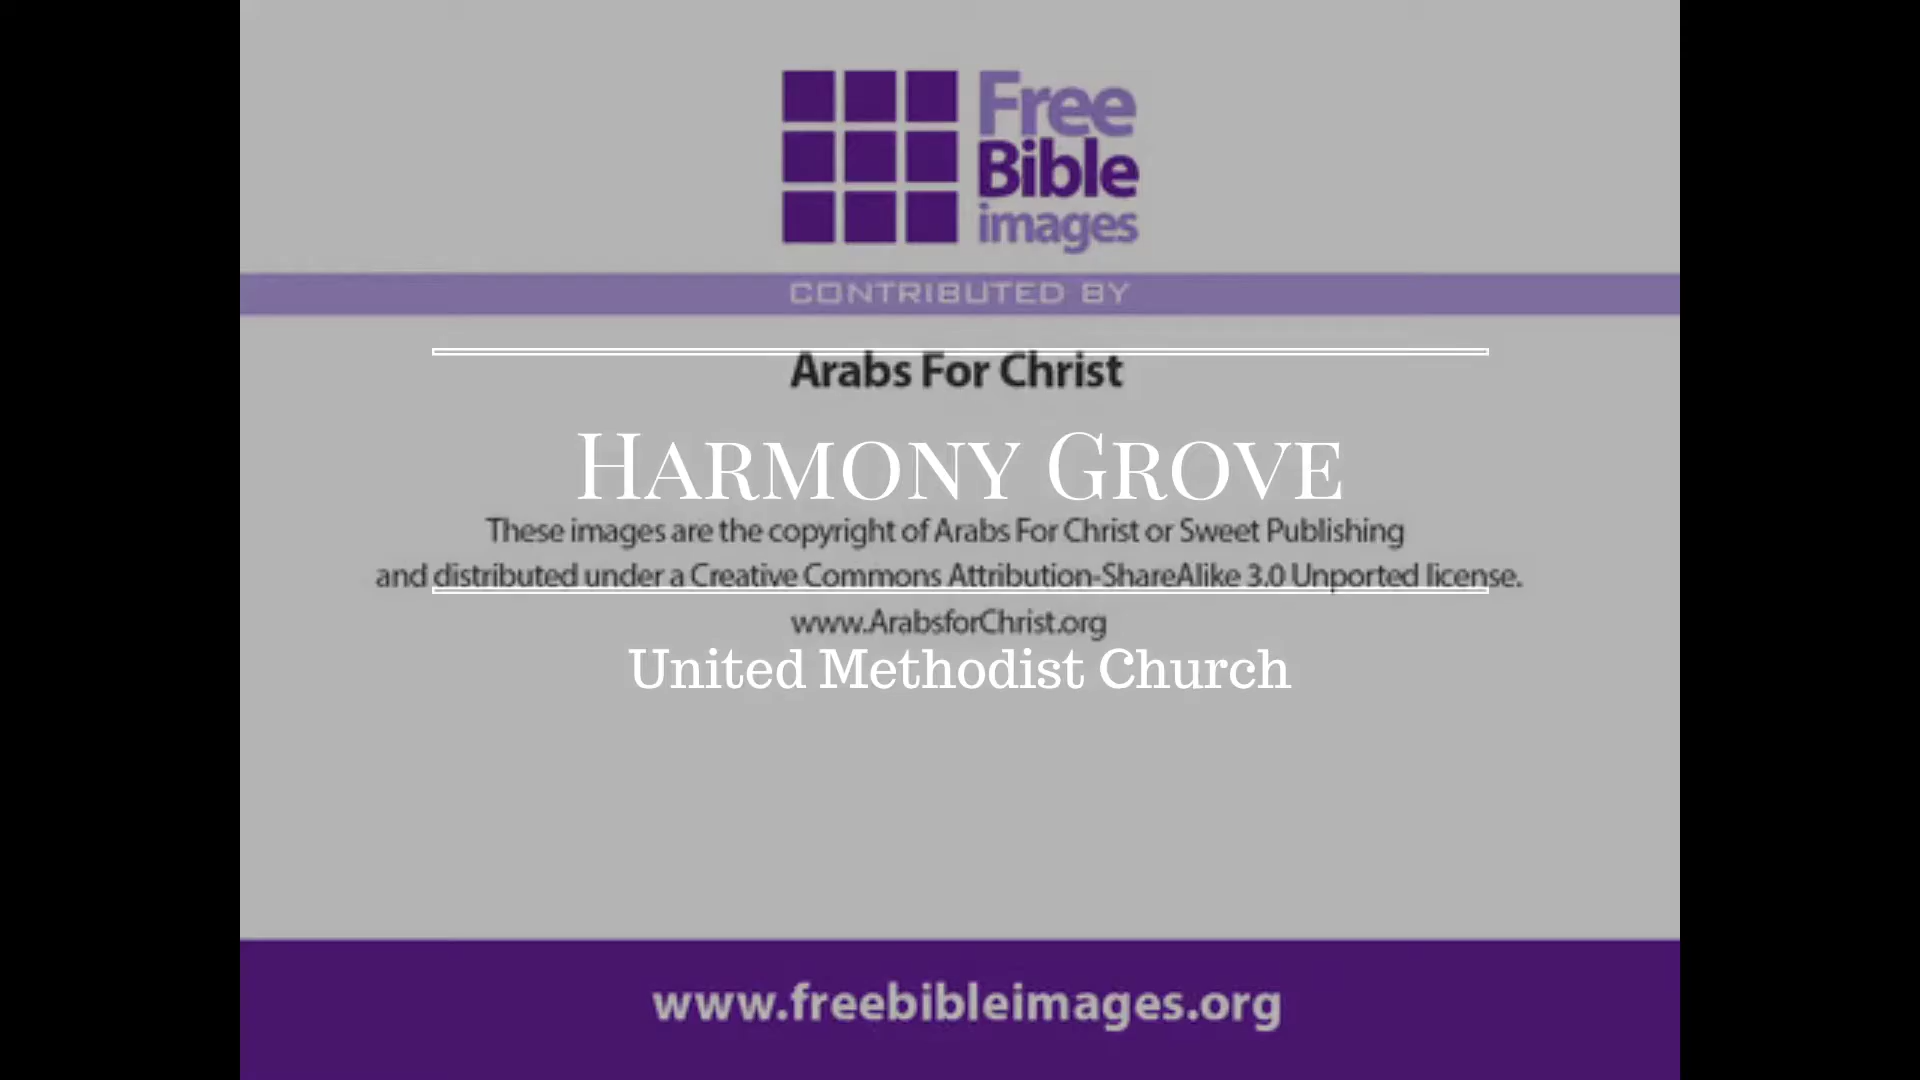 Free
Bible
images
CONTRIBUTED BY
Arabs For Christ
HARMONY GROVE
These images are the copyright of Arabs For Christ or Sweet Publishing
and distributed under a Creative Commons Attribution-ShareAlike 3.0 Unported license.
www.ArabsforChrist.org
United Methodist Church
www.freebibleimages.org